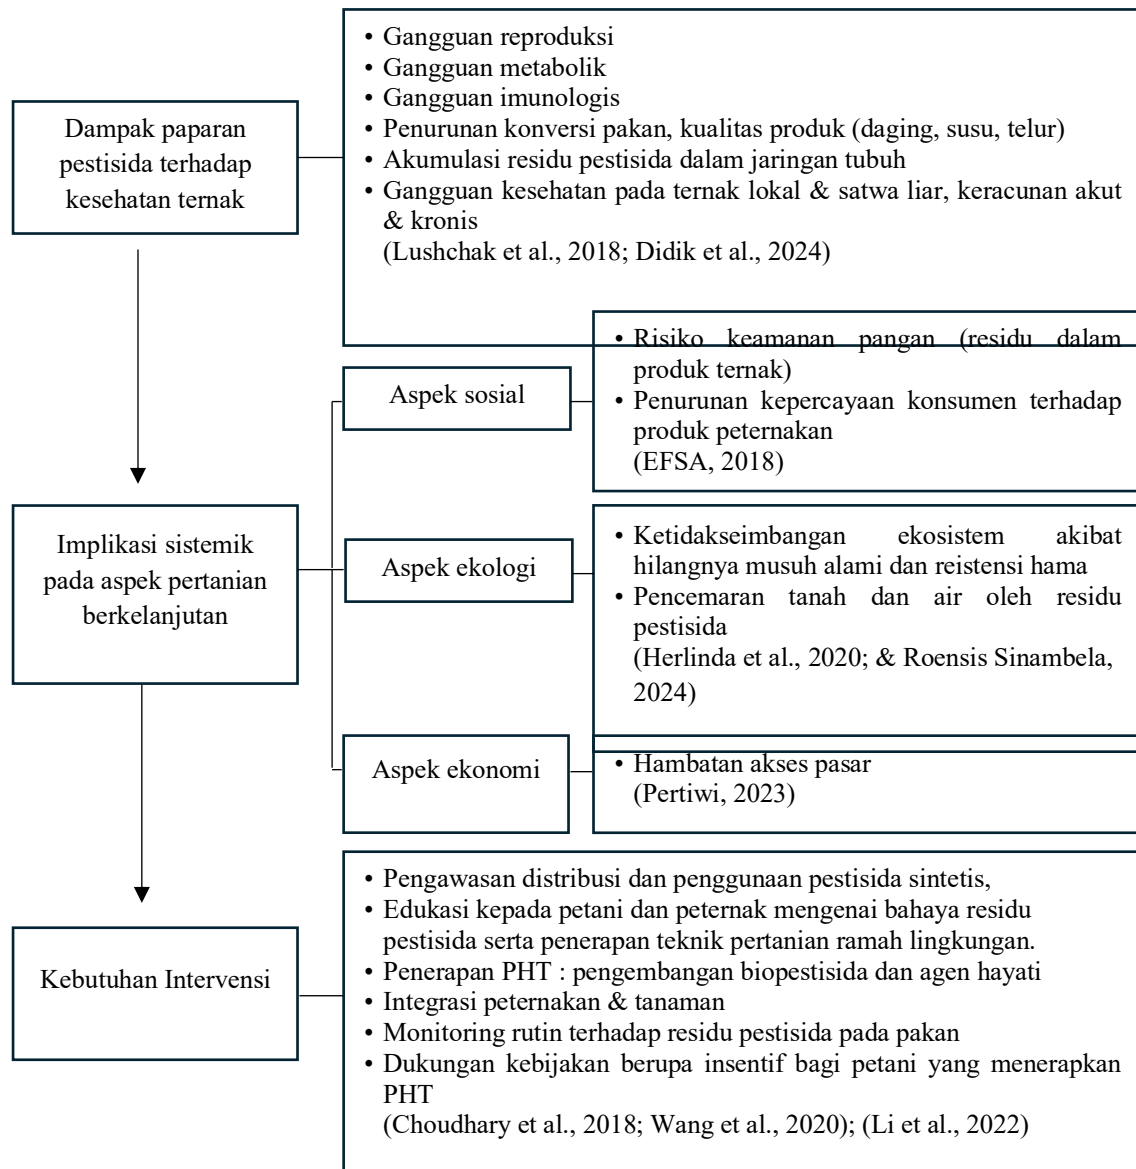 Dampak paparan
pestisida terhadap
kesehatan ternak
• Gangguan reproduksi
• Gangguan metabolik
• Gangguan imunologis
• Penurunan konversi pakan, kualitas produk (daging, susu, telur)
• Akumulasi residu pestisida dalam jaringan tubuh
• Gangguan kesehatan pada ternak lokal & satwa liar, keracunan akut
& kronis
(Lushchak et al., 2018; Didik et al., 2024)
Implikasi sistemik
pada aspek pertanian
berkelanjutan
Aspek sosial
• Risiko keamanan pangan (residu dalam
produk ternak)
• Penurunan kepercayaan konsumen terhadap
produk peternakan
(EFSA, 2018)
Aspek ekologi
• Ketidakseimbangan ekosistem akibat
hilangnya musuh alami dan reistensi hama
• Pencemaran tanah dan air oleh residu
pestisida
(Herlinda et al., 2020; & Roensis Sinambela,
2024)
Aspek ekonomi
• Hambatan akses pasar
(Pertiwi, 2023)
Kebutuhan Intervensi
• Pengawasan distribusi dan penggunaan pestisida sintetis,
• Edukasi kepada petani dan peternak mengenai bahaya residu
pestisida serta penerapan teknik pertanian ramah lingkungan.
• Penerapan PHT : pengembangan biopestisida dan agen hayati
• Integrasi peternakan & tanaman
• Monitoring rutin terhadap residu pestisida pada pakan
• Dukungan kebijakan berupa insentif bagi petani yang menerapkan
PHT
(Choudhary et al., 2018; Wang et al., 2020); (Li et al., 2022)